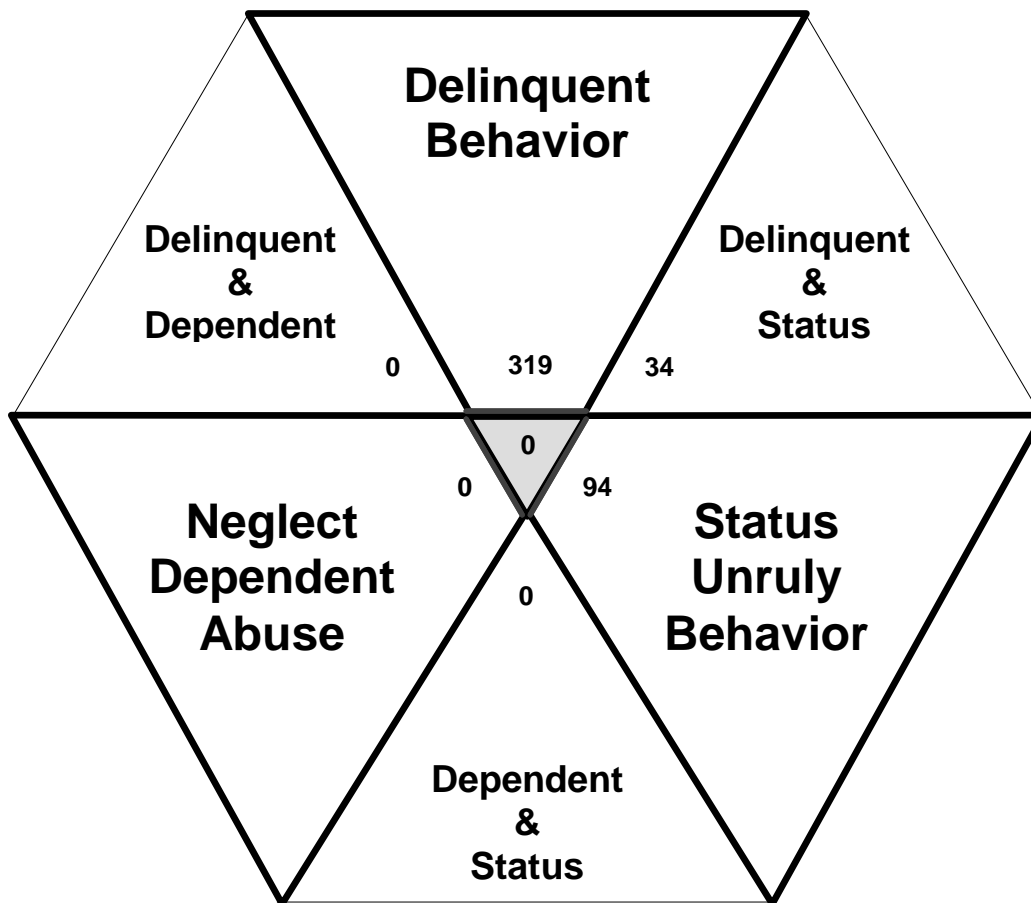 Delinquent
Behavior
Delinquent
&
Dependent
Delinquent
&
Status
0
319
34
0
0
94
Neglect
Dependent
Abuse
Status
Unruly
Behavior
0
Dependent
&
Status